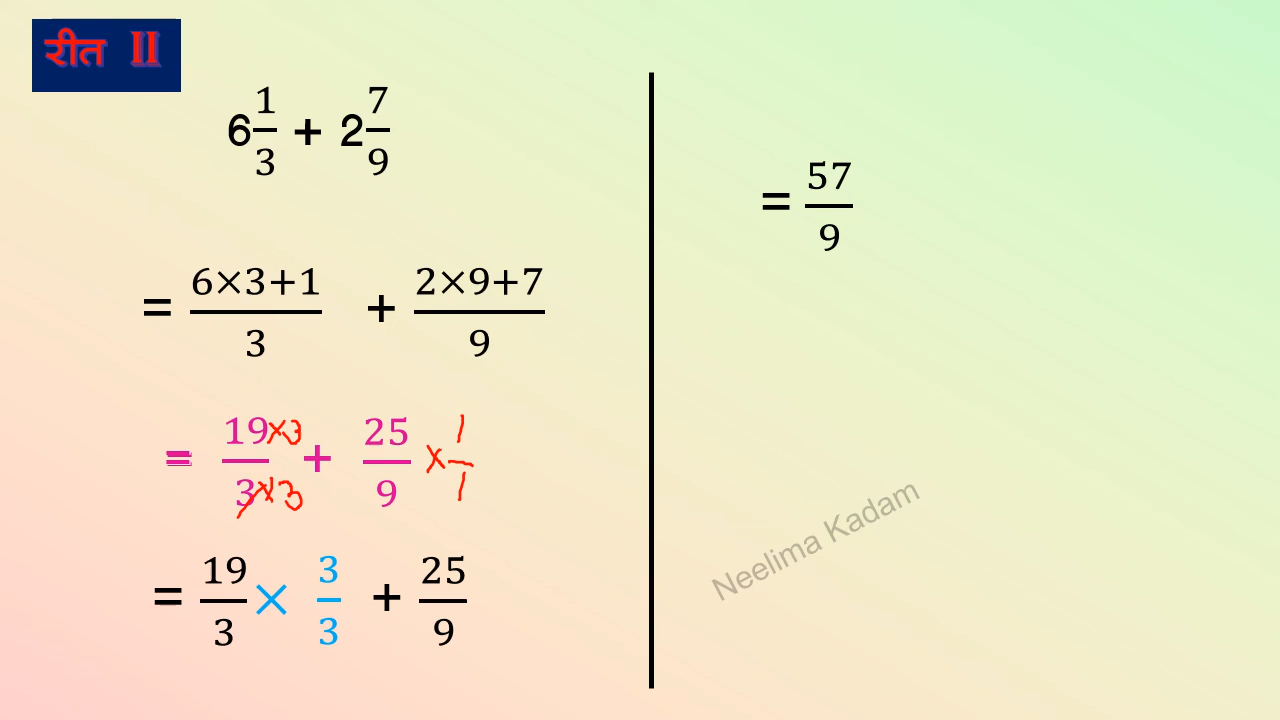 रीत II
6 1/3 + 2 7/9
= (6×3+1)/3 + (2×9+7)/9
= 19×3/3×3 + 25/9 × 1/1
= 19/3 × 3/3 + 25/9
= 57/9
Neelima Kadam